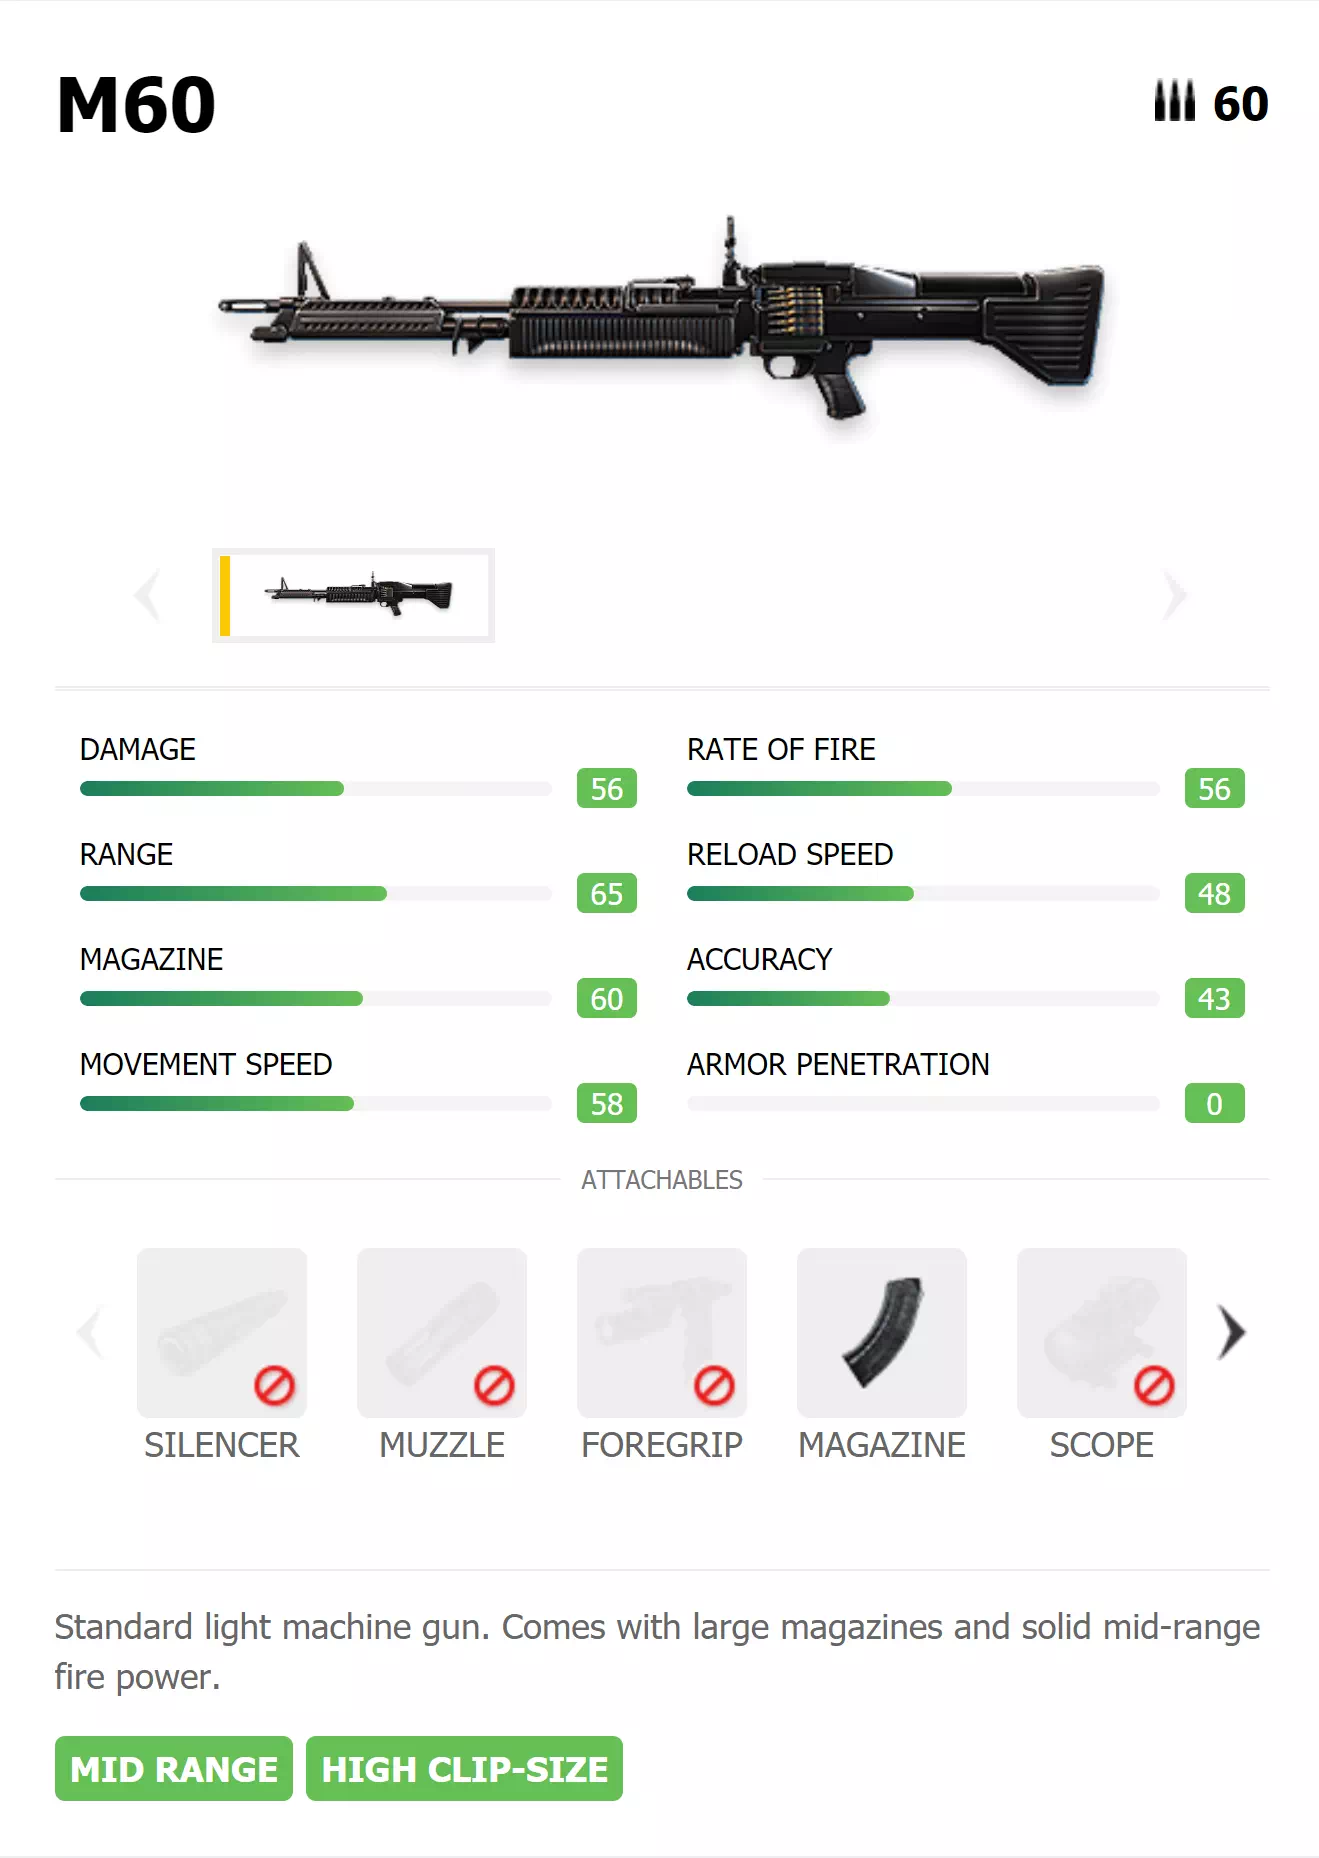 M60
60
DAMAGE
56
RATE OF FIRE
56
RANGE
65
RELOAD SPEED
48
MAGAZINE
60
ACCURACY
43
MOVEMENT SPEED
58
ARMOR PENETRATION
0
ATTACHABLES
SILENCER
MUZZLE
FOREGRIP
MAGAZINE
SCOPE
Standard light machine gun. Comes with large magazines and solid mid-range
fire power.
MID RANGE
HIGH CLIP-SIZE